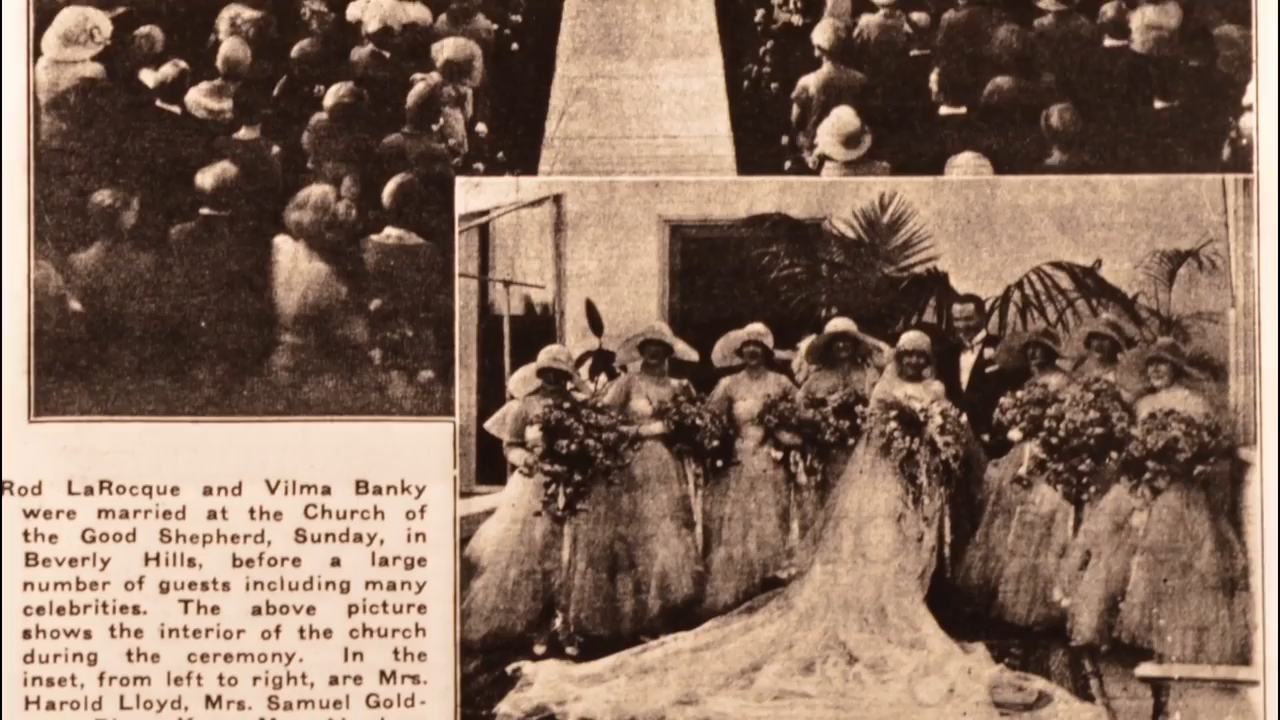 Rod LaRocque and Vilma Banky
were married at the Church of
the Good Shepherd, Sunday, in
Beverly Hills, before a large
number of guests including many
celebrities. The above picture
shows the interior of the church
during the ceremony. In the
inset, from left to right, are Mrs.
Harold Lloyd, Mrs. Samuel Gold-